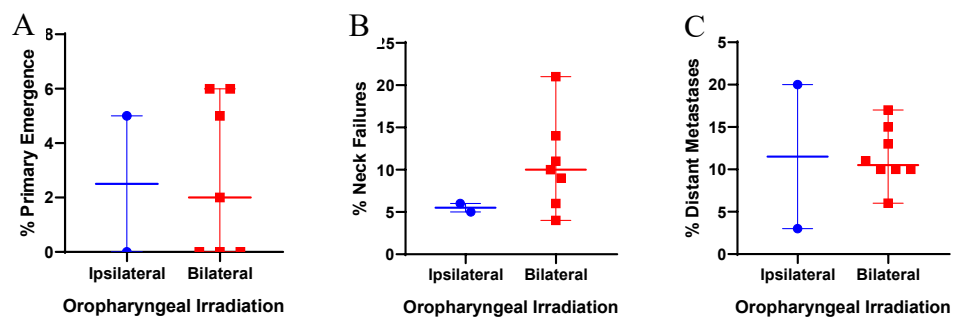 A
% Primary Emergence
8
6
4
2
0
Ipsilateral Bilateral
Oropharyngeal Irradiation
B
% Neck Failures
25
20
15
10
5
0
Ipsilateral Bilateral
Oropharyngeal Irradiation
C
% Distant Metastases
5
20
15
10
5
0
Ipsilateral Bilateral
Oropharyngeal Irradiation